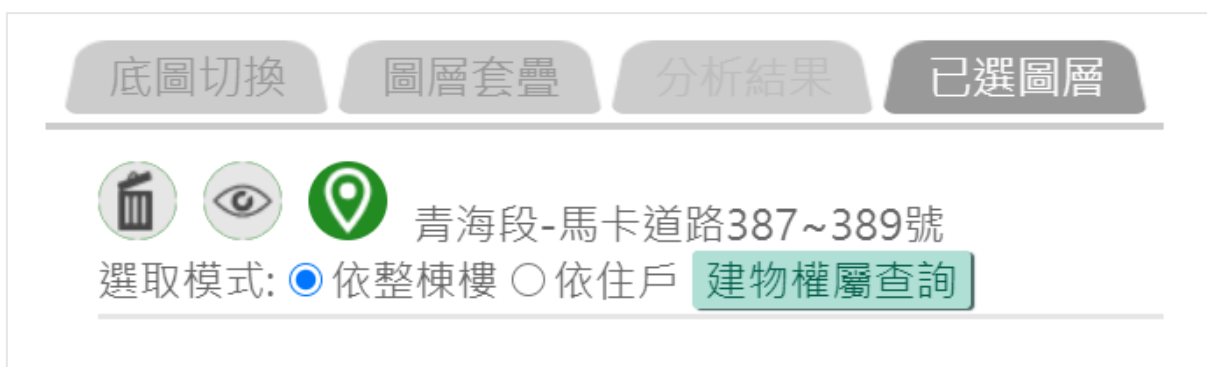 底圖切換 圖層套疊 分析結果 已選圖層
青海段-馬卡道路387~389號
選取模式: 依整棟樓 依住戶 建物權屬查詢